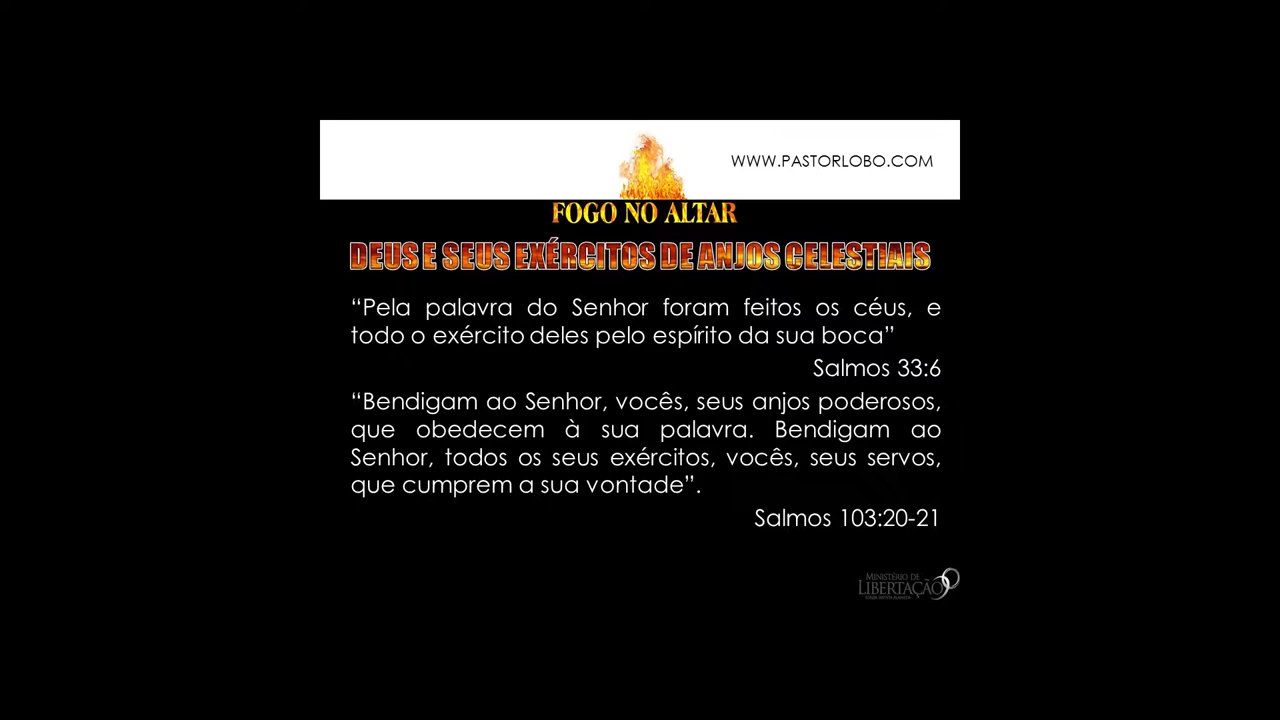 WWW.PASTORLOBO.COM
FOGO NO ALTAR
DEUS E SEUS EXÉRCITOS DE ANJOS CELESTIAIS
“Pela palavra do Senhor foram feitos os céus, e
todo o exército deles pelo espírito da sua boca”
Salmos 33:6
“Bendigam ao Senhor, vocês, seus anjos poderosos,
que obedecem à sua palavra. Bendigam ao
Senhor, todos os seus exércitos, vocês, seus servos,
que cumprem a sua vontade”.
Salmos 103:20-21
MINISTÉRIO DE
LIBERTAÇÃO